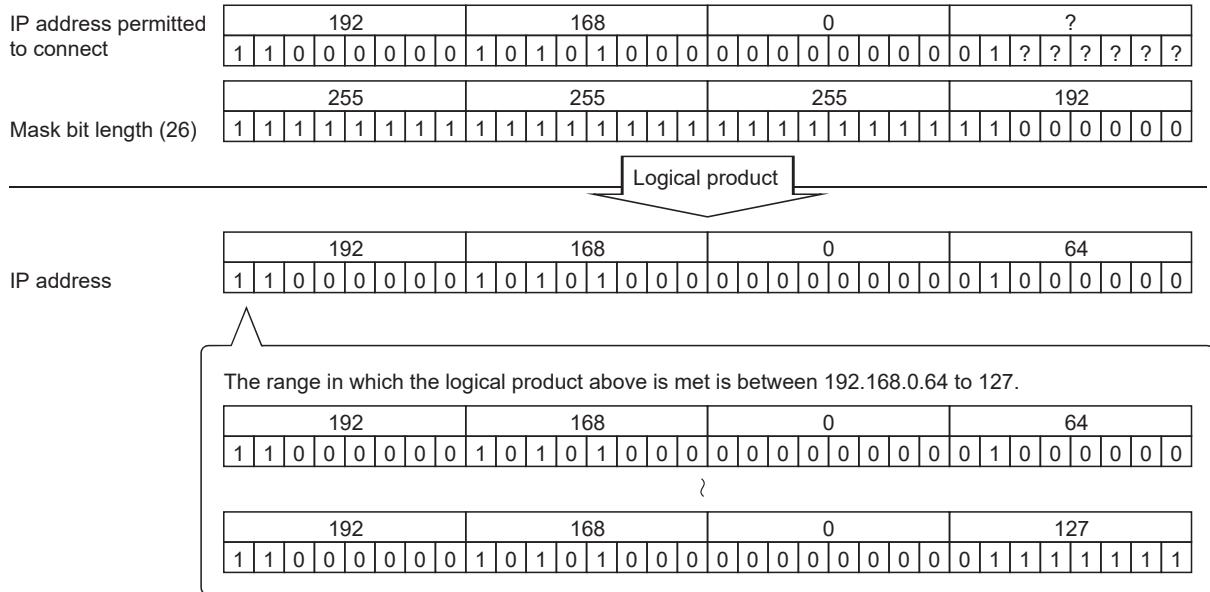 IP address permitted
to connect
192 168 0 ?
1 1 0 0 0 0 0 0 1 0 1 0 1 0 0 0 0 0 0 0 0 0 0 0 0 1 ? ? ? ? ? ?
255 255 255 192
Mask bit length (26)
1 1 1 1 1 1 1 1 1 1 1 1 1 1 1 1 1 1 1 1 1 1 1 1 1 1 0 0 0 0 0 0
Logical product
192 168 0 64
IP address
1 1 0 0 0 0 0 0 1 0 1 0 1 0 0 0 0 0 0 0 0 0 0 0 0 1 0 0 0 0 0 0
The range in which the logical product above is met is between 192.168.0.64 to 127.
192 168 0 64
1 1 0 0 0 0 0 0 1 0 1 0 1 0 0 0 0 0 0 0 0 0 0 0 0 1 0 0 0 0 0 0
~
192 168 0 127
1 1 0 0 0 0 0 0 1 0 1 0 1 0 0 0 0 0 0 0 0 0 0 0 0 1 1 1 1 1 1 1